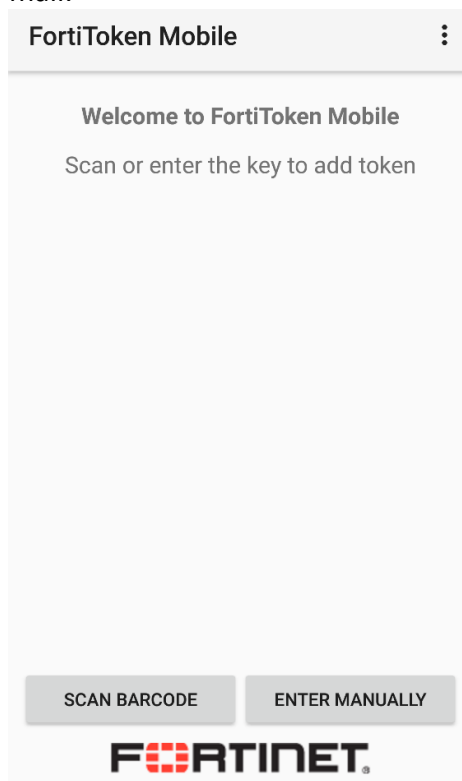 FortiToken Mobile
Welcome to FortiToken Mobile
Scan or enter the key to add token
SCAN BARCODE
ENTER MANUALLY
FORTINET®